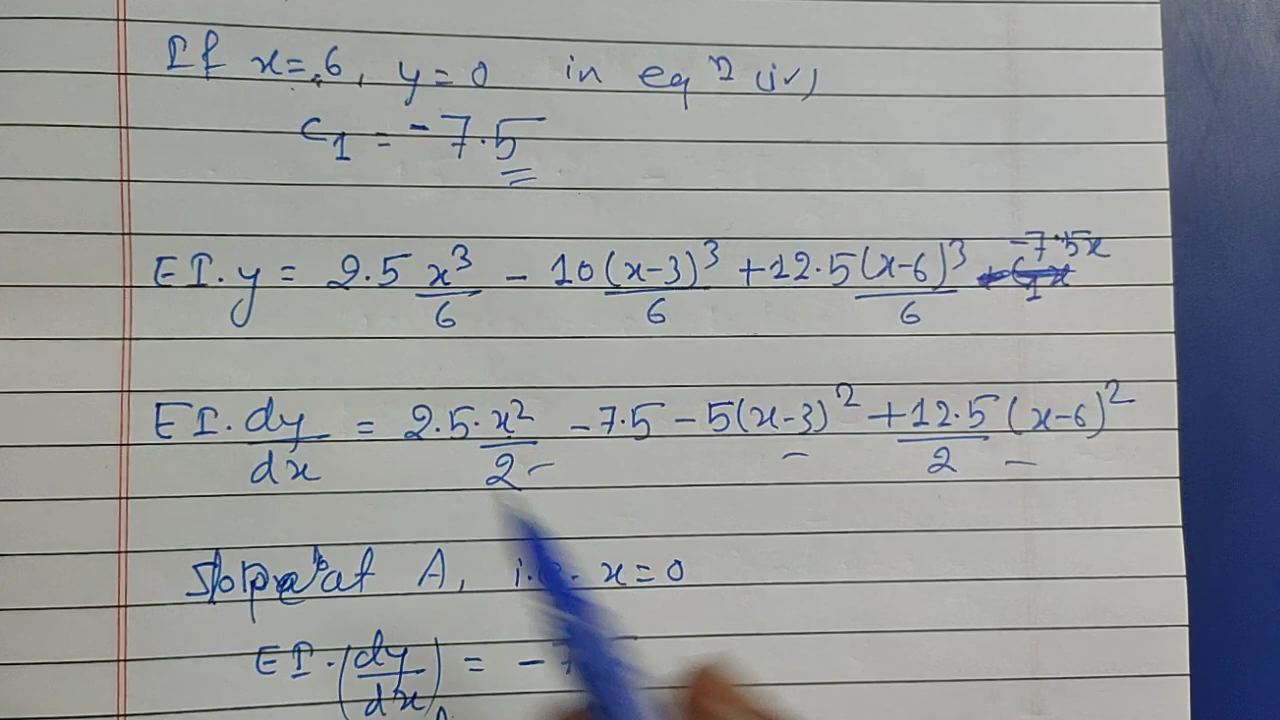 If x=6, y=0 in eqn (iv)
C1 = -7.5
EI.y = 2.5 x³/6 - 10(x-3)³/6 + 12.5(x-6)³/6 -7.5x
EI.dy/dx = 2.5.x²/2 - 7.5 - 5(x-3)² + 12.5/2 (x-6)²
Slope at A, i.e. x=0
EI.(dy/dx) = -